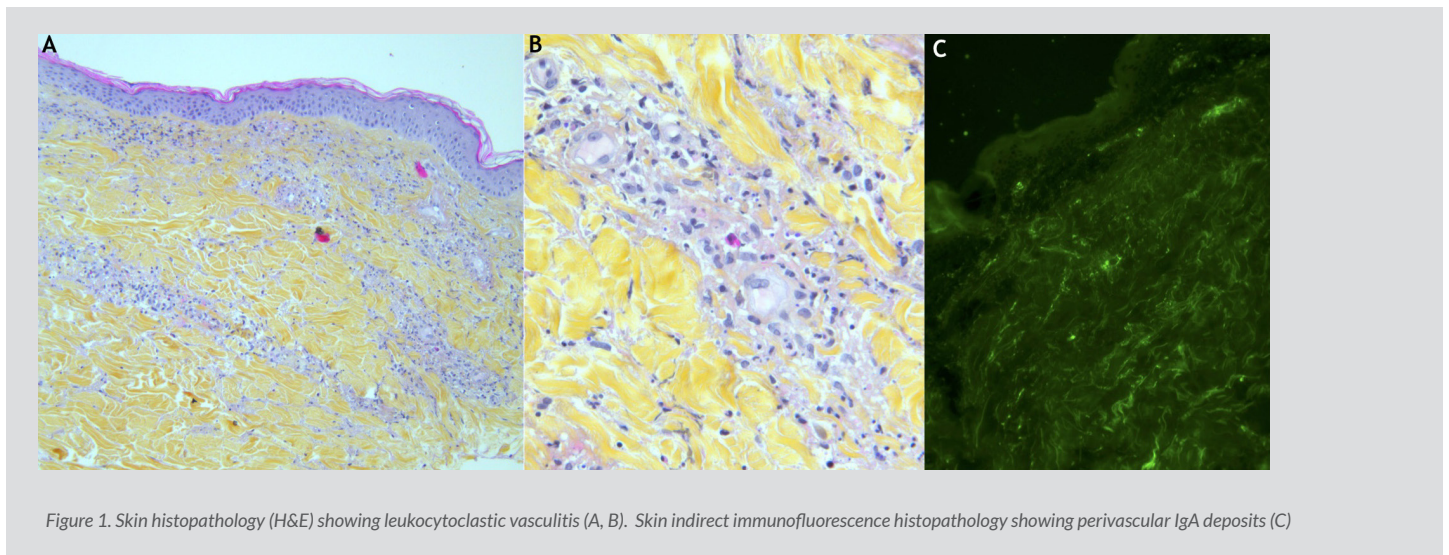 A
B
C
Figure 1. Skin histopathology (H&E) showing leukocytoclastic vasculitis (A, B).  Skin indirect immunofluorescence histopathology showing perivascular IgA deposits (C)